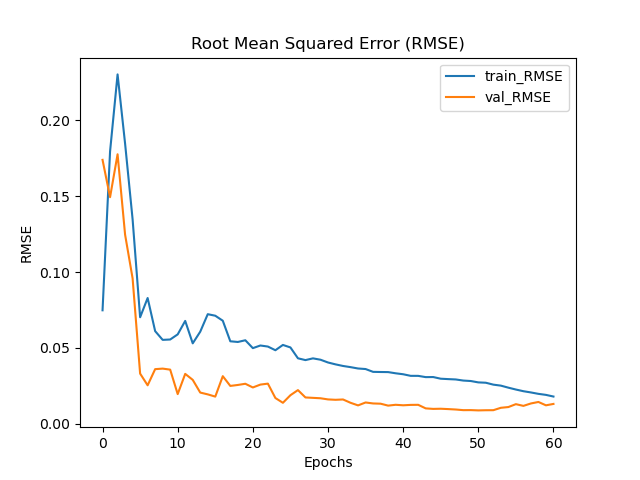 Root Mean Squared Error (RMSE)
train_RMSE
val_RMSE
0.20
0.15
0.10
0.05
0.00
RMSE
0 10 20 30 40 50 60
Epochs